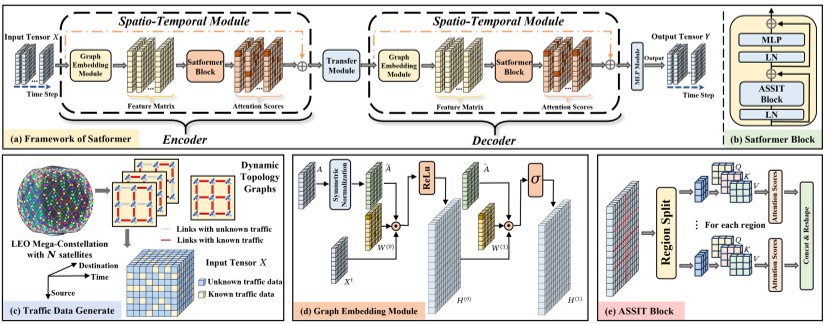 Spatio-Temporal Module
Spatio-Temporal Module
Input Tensor X
Output Tensor Y
Graph
Embedding
Module
Satformer
Block
Transfer
Module
Graph
Embedding
Module
Satformer
Block
MLP Module
Output
Time Step
Feature Matrix
Attention Scores
Feature Matrix
Attention Scores
Time Step
Encoder
Decoder
(a) Framework of Satformer
MLP
LN
ASSIT
Block
LN
(b) Satformer Block
Dynamic
Topology
Graphs
Links with unknown traffic
Links with known traffic
LEO Mega-Constellation
with N satellites
Destination
Time
Source
Input Tensor X
Unknown traffic data
Known traffic data
(c) Traffic Data Generate
A
Symmetric
Normalization
Â
W(0)
Xt
ReLu
H(0)
Â
W(1)
σ
H(1)
(d) Graph Embedding Module
Region Split
Q
K
V
Attention Scores
For each region
Q
K
V
Attention Scores
Concat & Reshape
(e) ASSIT Block